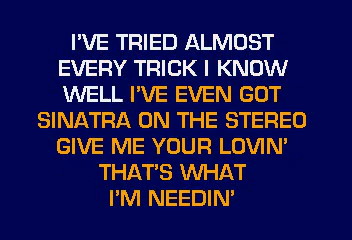 I'VE TRIED ALMOST
EVERY TRICK I KNOW
WELL I'VE EVEN GOT
SINATRA ON THE STEREO
GIVE ME YOUR LOVIN'
THAT'S WHAT
I'M NEEDIN'